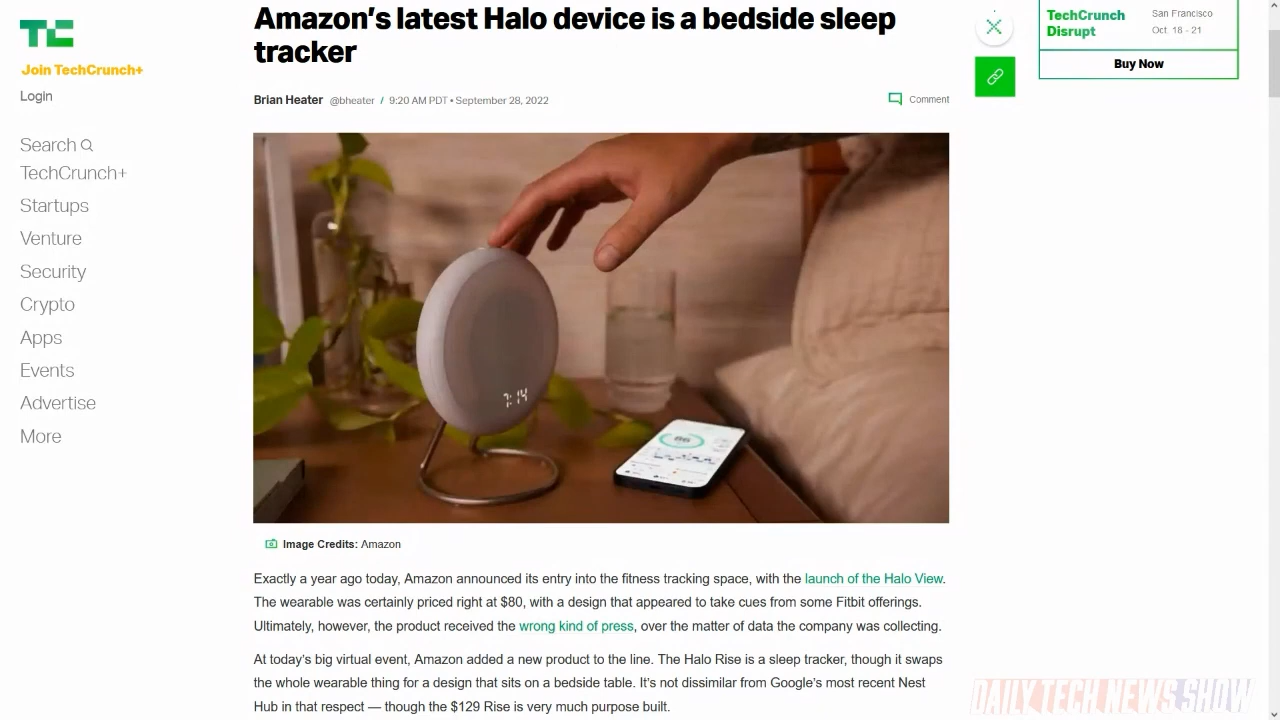 Amazon's latest Halo device is a bedside sleep
tracker
Brian Heater @bheater / 9:20 AM PDT • September 28, 2022
Comment
TC
Join TechCrunch+
Login
Search
TechCrunch+
Startups
Venture
Security
Crypto
Apps
Events
Advertise
More
TechCrunch
Disrupt
San Francisco
Oct. 18 - 21
Buy Now
7:14
86
Image Credits: Amazon
Exactly a year ago today, Amazon announced its entry into the fitness tracking space, with the launch of the Halo View.
The wearable was certainly priced right at $80, with a design that appeared to take cues from some Fitbit offerings.
Ultimately, however, the product received the wrong kind of press, over the matter of data the company was collecting.
At today's big virtual event, Amazon added a new product to the line. The Halo Rise is a sleep tracker, though it swaps
the whole wearable thing for a design that sits on a bedside table. It's not dissimilar from Google's most recent Nest
Hub in that respect — though the $129 Rise is very much purpose built.
DAILY TECH NEWS SHOW